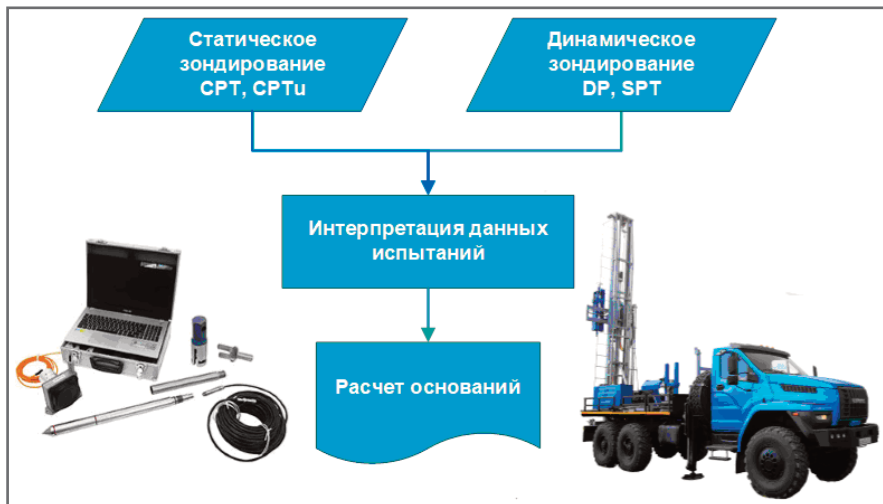 Статическое
зондирование
CPT, CPTu
Динамическое
зондирование
DP, SPT
Интерпретация данных
испытаний
Расчет оснований